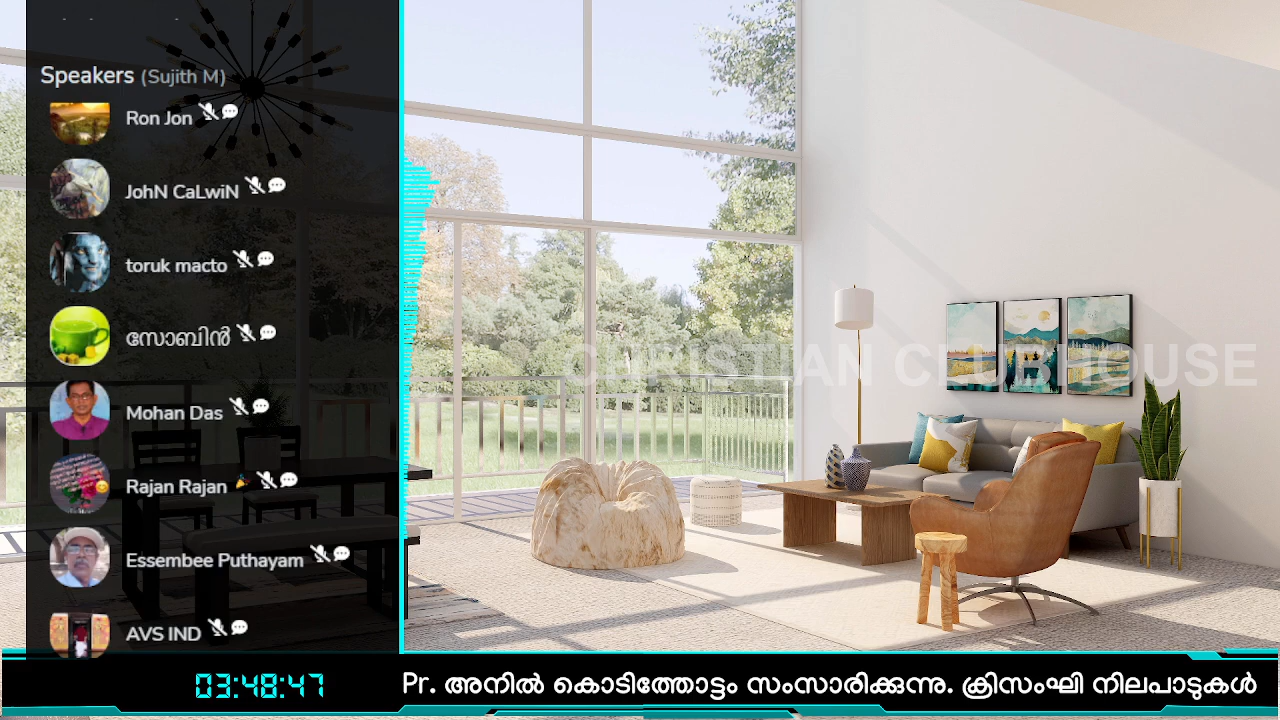 Speakers (Sujith M)
Ron Jon
JohN CaLwiN
toruk macto
സോബിൻ
Mohan Das
Rajan Rajan
Essembee Puthayam
AVS IND
CHRISTIAN CLUBHOUSE
03:48:47
Pr. അനിൽ കൊടിത്തോട്ടം സംസാരിക്കുന്നു. ക്രിസംഘി നിലപാടുകൾ